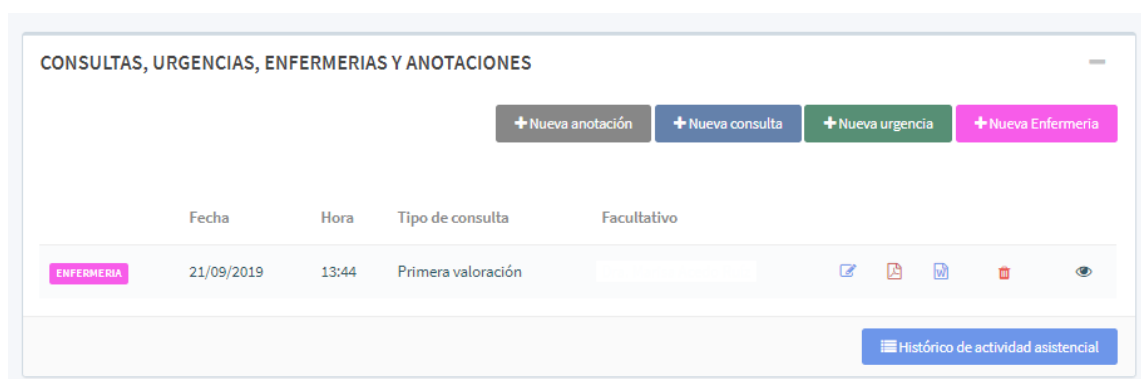 CONSULTAS, URGENCIAS, ENFERMERIAS Y ANOTACIONES
+Nueva anotación +Nueva consulta +Nueva urgencia +Nueva Enfermería
Fecha Hora Tipo de consulta Facultativo
ENFERMERIA 21/09/2019 13:44 Primera valoración
Histórico de actividad asistencial